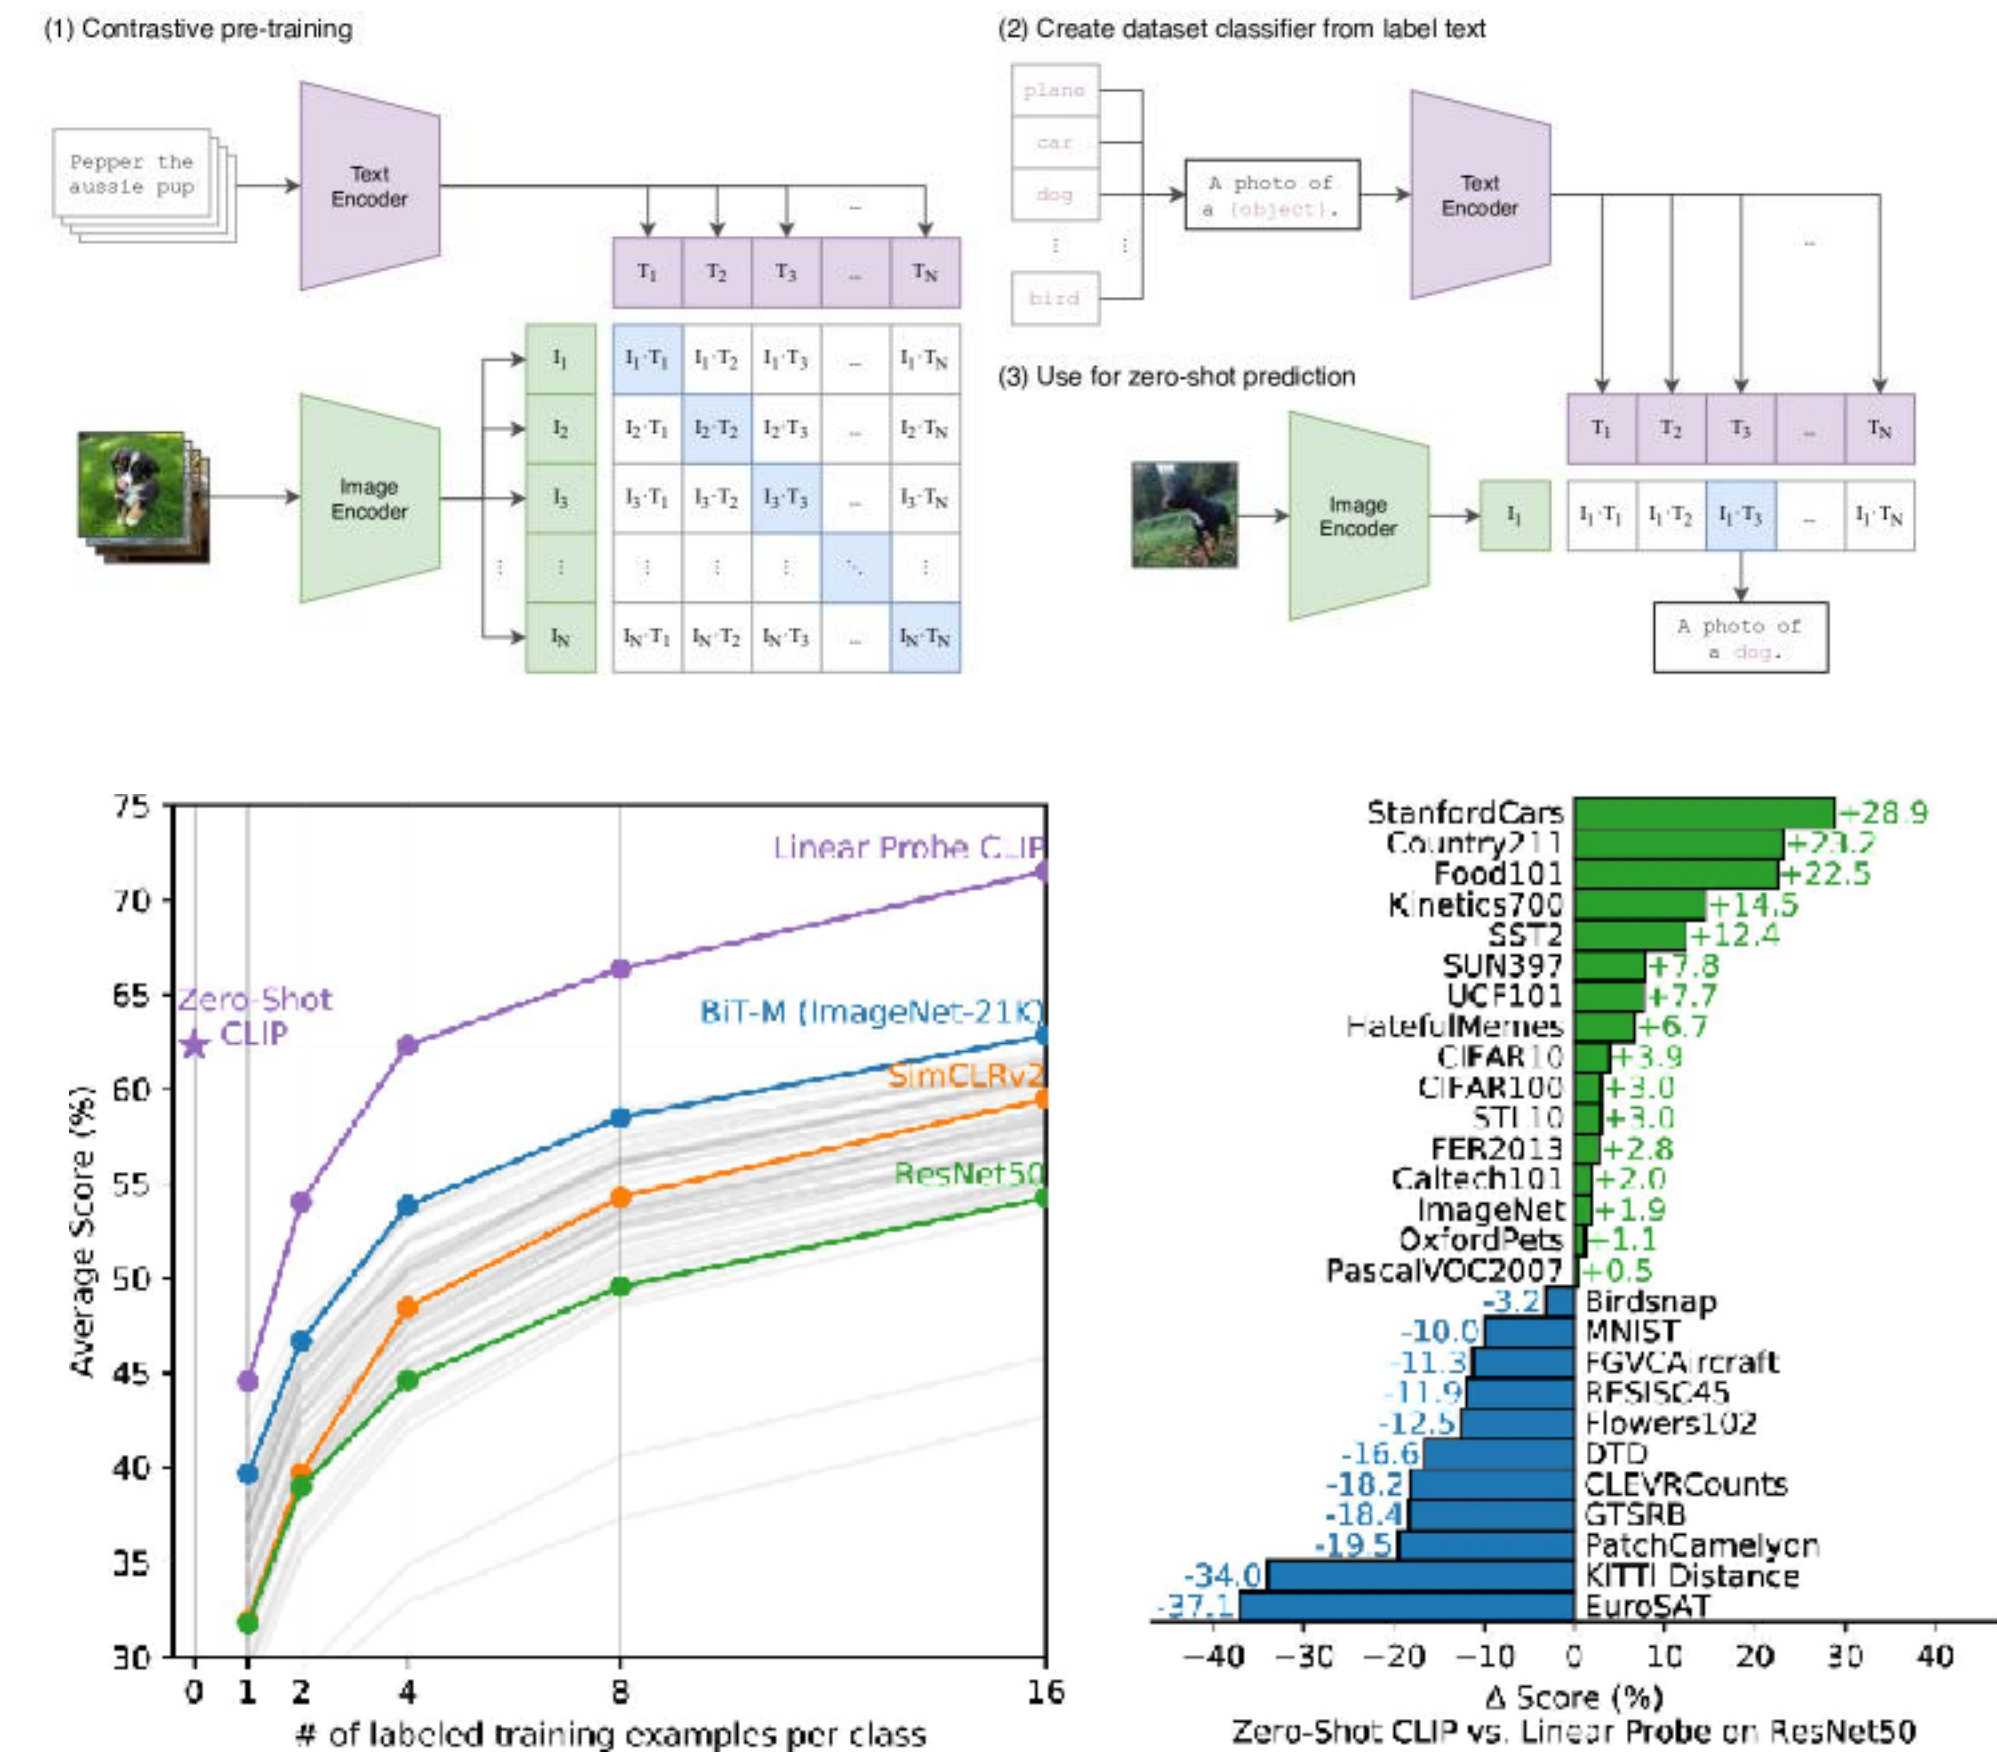 (1) Contrastive pre-training
Pepper the
aussie pup
Text
Encoder
...
T1 T2 T3 ... TN
I1 I1·T1 I1·T2 I1·T3 ... I1·TN
I2 I2·T1 I2·T2 I2·T3 ... I2·TN
Image
Encoder
I3 I3·T1 I3·T2 I3·T3 ... I3·TN
⋮ ⋮ ⋮ ⋮ ⋮ ⋱ ⋮
IN IN·T1 IN·T2 IN·T3 ... IN·TN
(2) Create dataset classifier from label text
plane
car
dog
⋮ ⋮
bird
A photo of
a {object}.
Text
Encoder
...
(3) Use for zero-shot prediction
T1 T2 T3 ... TN
Image
Encoder
I1 I1·T1 I1·T2 I1·T3 ... I1·TN
A photo of
a dog.
75
70
65
60
55
50
45
40
35
30
Average Score (%)
Linear Probe CLIP
Zero-Shot
CLIP
BiT-M (ImageNet-21K)
SimCLRv2
ResNet50
0 1 2 4 8 16
# of labeled training examples per class
StanfordCars +28.9
Country211 +23.2
Food101 +22.5
Kinetics700 +14.5
SST2 +12.4
SUN397 +7.8
UCF101 +7.7
HatefulMemes +6.7
CIFAR10 +3.9
CIFAR100 +3.0
STL10 +3.0
FER2013 +2.8
Caltech101 +2.0
ImageNet +1.9
OxfordPets +1.1
PascalVOC2007 +0.5
-3.2 Birdsnap
-10.0 MNIST
-11.3 FGVCAircraft
-11.9 RESISC45
-12.5 Flowers102
-16.6 DTD
-18.2 CLEVRCounts
-18.4 GTSRB
-19.5 PatchCamelyon
-34.0 KITTI Distance
-37.1 EuroSAT
−40 −30 −20 −10 0 10 20 30 40
Δ Score (%)
Zero-Shot CLIP vs. Linear Probe on ResNet50